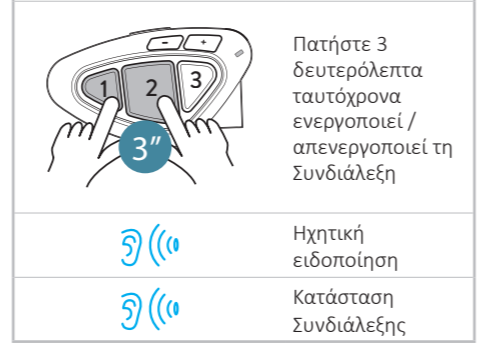 - +
1 2 3
3"
Πατήστε 3
δευτερόλεπτα
ταυτόχρονα
ενεργοποιεί /
απενεργοποιεί τη
Συνδιάλεξη
Ηχητική
ειδοποίηση
Κατάσταση
Συνδιάλεξης